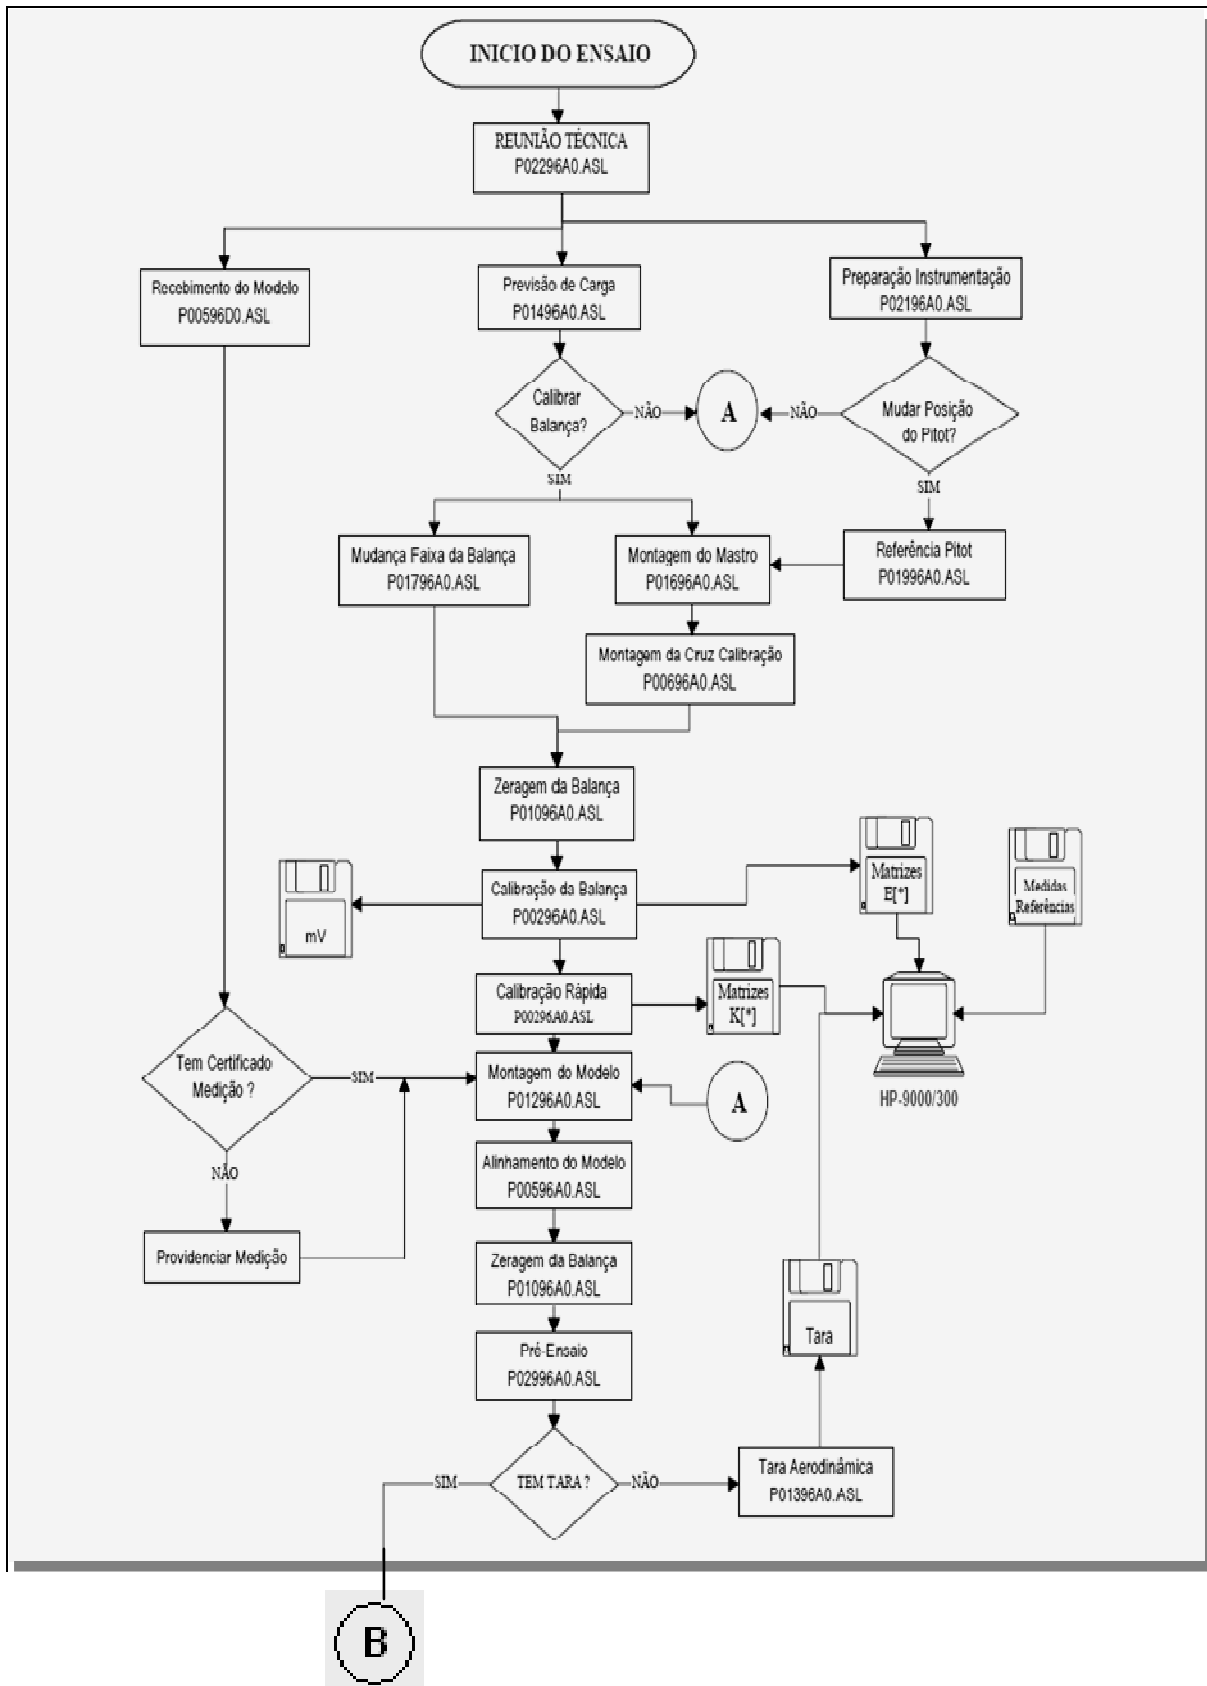 INICIO DO ENSAIO
REUNIÃO TÉCNICA
P02296A0.ASL
Recebimento do Modelo
P00596D0.ASL
Previsão de Carga
P01496A0.ASL
Preparação Instrumentação
P02196A0.ASL
Calibrar
Balança?
NÃO
A
NÃO
Mudar Posição
do Pitot?
SIM
SIM
Mudança Faixa da Balança
P01796A0.ASL
Montagem do Mastro
P01696A0.ASL
Referência Pitot
P01996A0.ASL
Montagem da Cruz Calibração
P00696A0.ASL
Zeragem da Balança
P01096A0.ASL
Calibração da Balança
P00296A0.ASL
mV
Matrizes
E[*]
Medidas
Referências
Calibração Rápida
P00296A0.ASL
Matrizes
K[*]
HP-9000/300
Tem Certificado
Medição ?
SIM
Montagem do Modelo
P01296A0.ASL
A
NÃO
Providenciar Medição
Alinhamento do Modelo
P00596A0.ASL
Zeragem da Balança
P01096A0.ASL
Pré-Ensaio
P02996A0.ASL
Tara
TEM TARA ?
SIM
NÃO
Tara Aerodinâmica
P01396A0.ASL
B